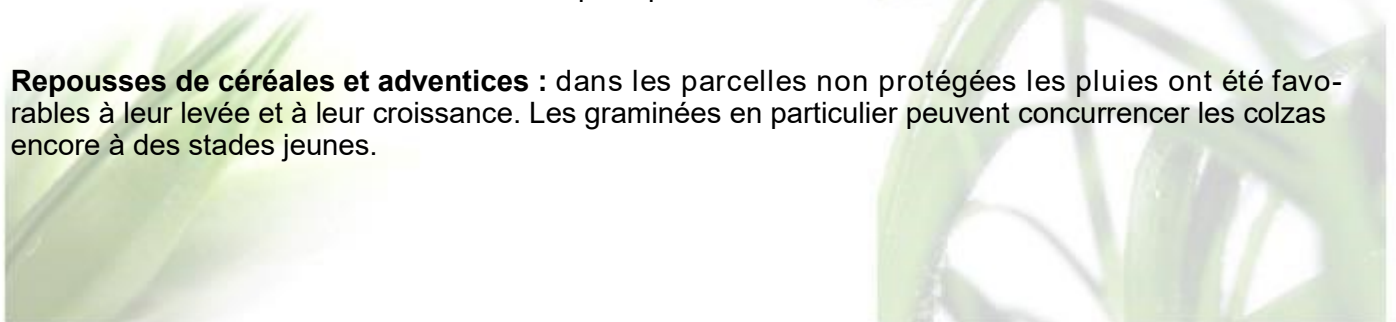 Repousses de céréales et adventices : dans les parcelles non protégées les pluies ont été favo-
rables à leur levée et à leur croissance. Les graminées en particulier peuvent concurrencer les colzas
encore à des stades jeunes.